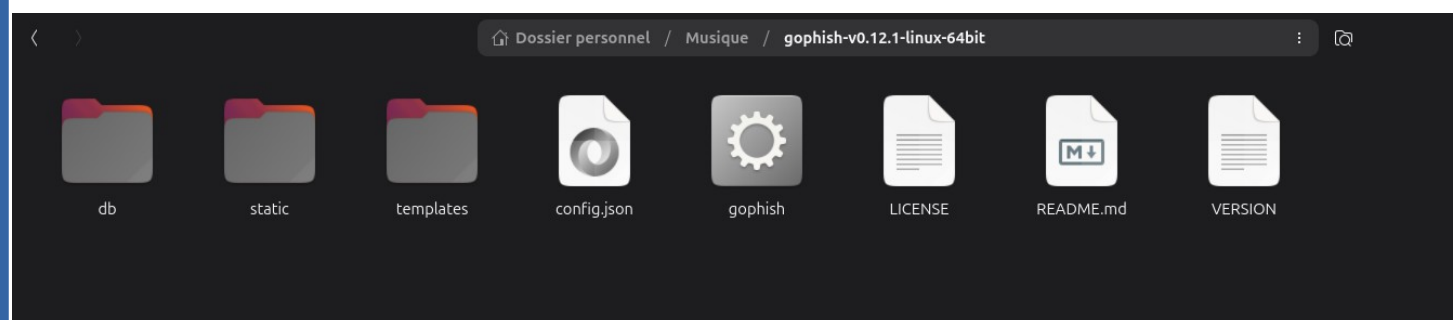 Dossier personnel / Musique / gophish-v0.12.1-linux-64bit
M
db static templates config.json gophish LICENSE README.md VERSION